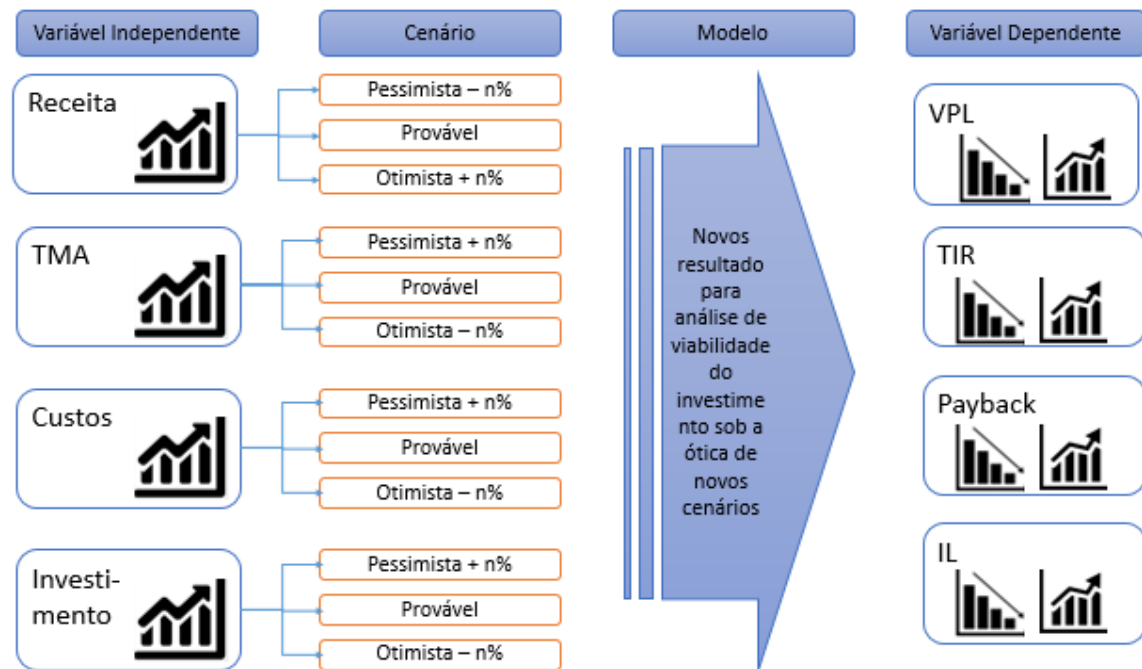 Variável Independente
Cenário
Modelo
Variável Dependente
Receita
Pessimista – n%
Provável
Otimista + n%
TMA
Pessimista + n%
Provável
Otimista – n%
Custos
Pessimista + n%
Provável
Otimista – n%
Investi-
mento
Pessimista + n%
Provável
Otimista – n%
Novos
resultado
para
análise de
viabilidade
do
investime
nto sob a
ótica de
novos
cenários
VPL
TIR
Payback
IL